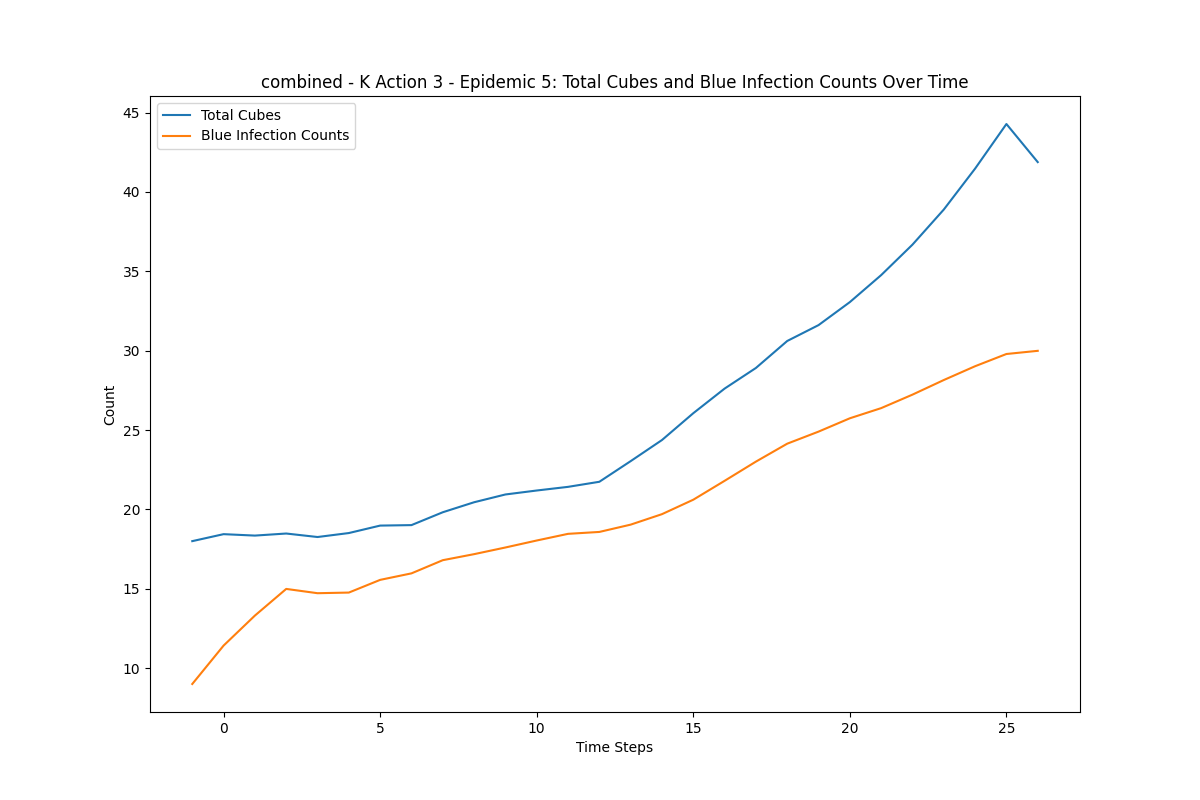 combined - K Action 3 - Epidemic 5: Total Cubes and Blue Infection Counts Over Time
Total Cubes
Blue Infection Counts
45
40
35
30
25
20
15
10
Count
0 5 10 15 20 25
Time Steps